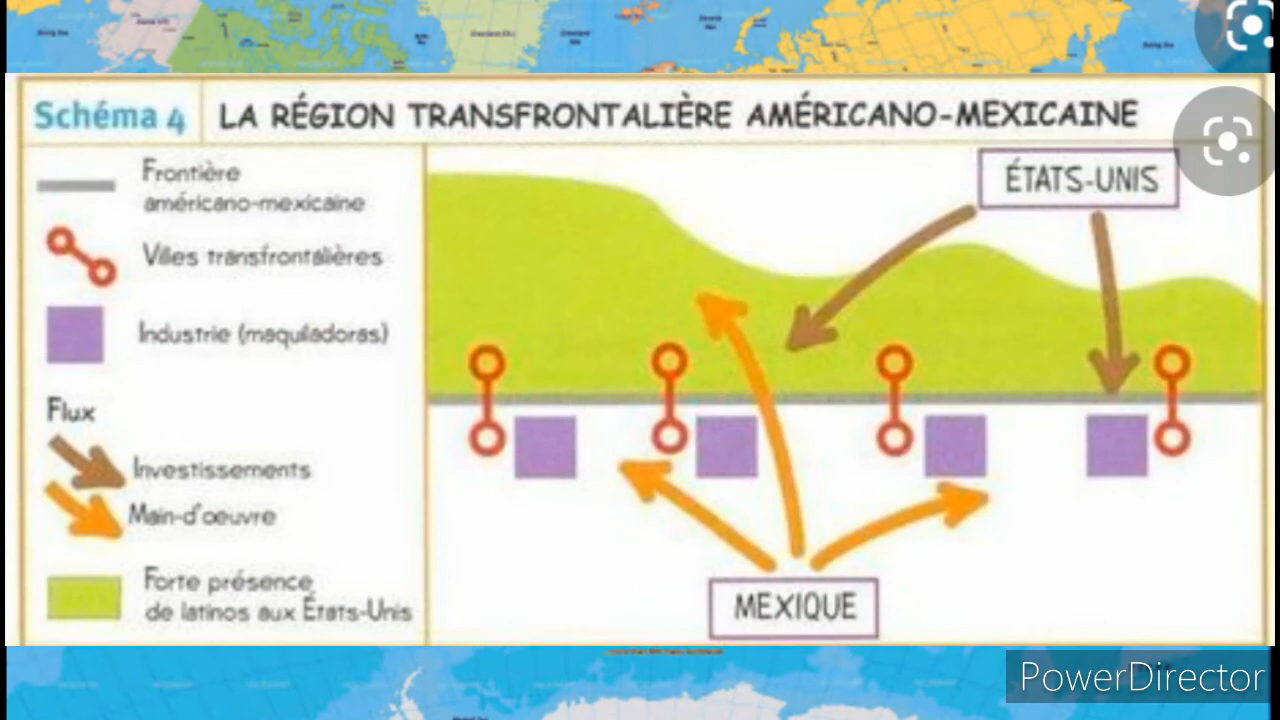 Schéma 4
LA RÉGION TRANSFRONTALIÈRE AMÉRICANO-MEXICAINE
Frontière
américano-mexicaine
Villes transfrontalières
Industrie (maquiladoras)
Flux
Investissements
Main-d'oeuvre
Forte présence
de latinos aux États-Unis
ÉTATS-UNIS
MEXIQUE
PowerDirector